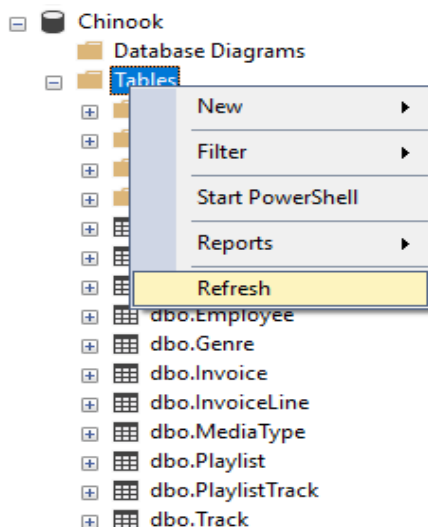 Chinook
Database Diagrams
Tables
New
Filter
Start PowerShell
Reports
Refresh
dbo.Employee
dbo.Genre
dbo.Invoice
dbo.InvoiceLine
dbo.MediaType
dbo.Playlist
dbo.PlaylistTrack
dbo.Track